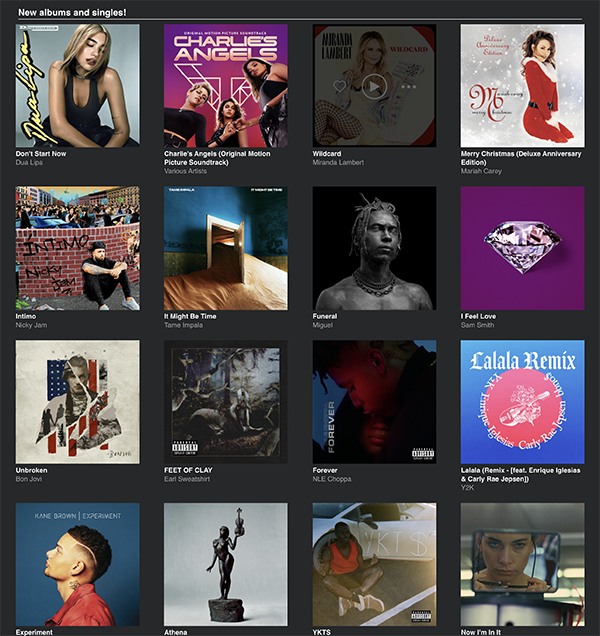 New albums and singles!
Dua Lipa
ORIGINAL MOTION PICTURE SOUNDTRACK
CHARLIE'S
ANGELS
MIRANDA
LAMBERT
WILDCARD
Deluxe
Anniversary
Edition
Mariah Carey
merry christmas
Don't Start Now
Dua Lipa
Charlie's Angels (Original Motion
Picture Soundtrack)
Various Artists
Wildcard
Miranda Lambert
Merry Christmas (Deluxe Anniversary
Edition)
Mariah Carey
ÍNTIMO
Nicky
Jam
TAME IMPALA
IT MIGHT BE TIME
Intimo
Nicky Jam
It Might Be Time
Tame Impala
Funeral
Miguel
I Feel Love
Sam Smith
BON JOVI
PARENTAL
ADVISORY
EXPLICIT CONTENT
FOREVER
PARENTAL
ADVISORY
EXPLICIT CONTENT
Lalala Remix
Y2K
bbno$
Enrique Iglesias
Carly Rae Jepsen
Unbroken
Bon Jovi
FEET OF CLAY
Earl Sweatshirt
Forever
NLE Choppa
Lalala (Remix - [feat. Enrique Iglesias
& Carly Rae Jepsen])
Y2K
KANE BROWN | EXPERIMENT
YKTS
PARENTAL
ADVISORY
EXPLICIT CONTENT
Experiment
Athena
YKTS
Now I'm In It